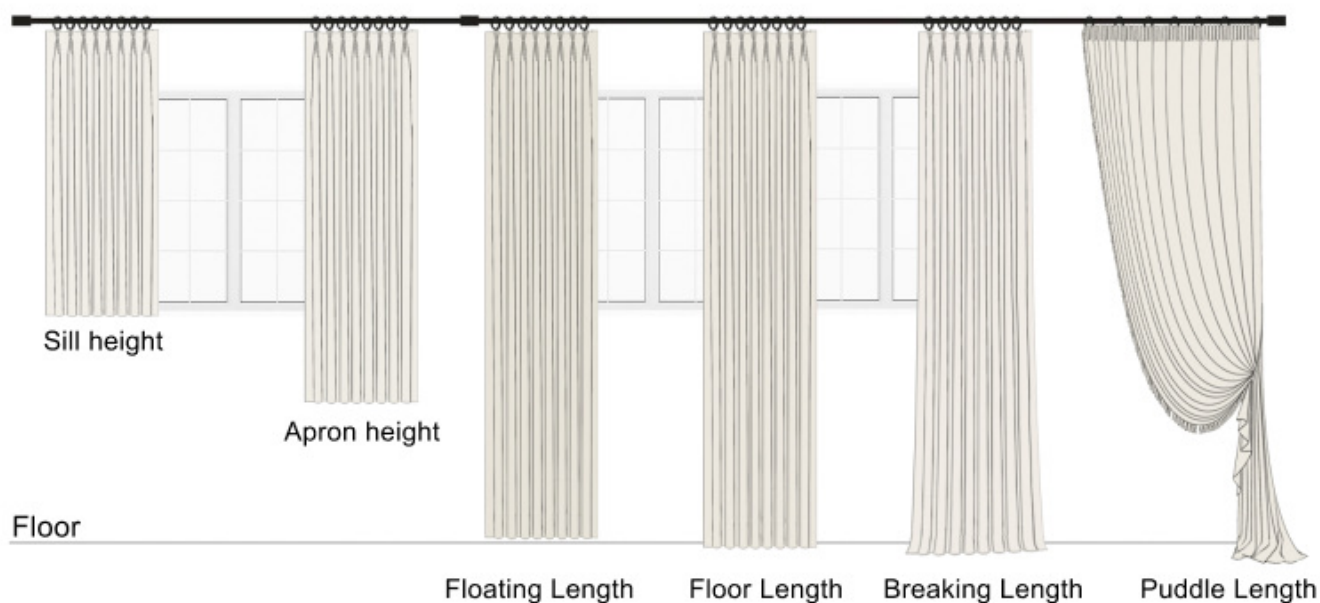 Sill height
Apron height
Floor
Floating Length
Floor Length
Breaking Length
Puddle Length